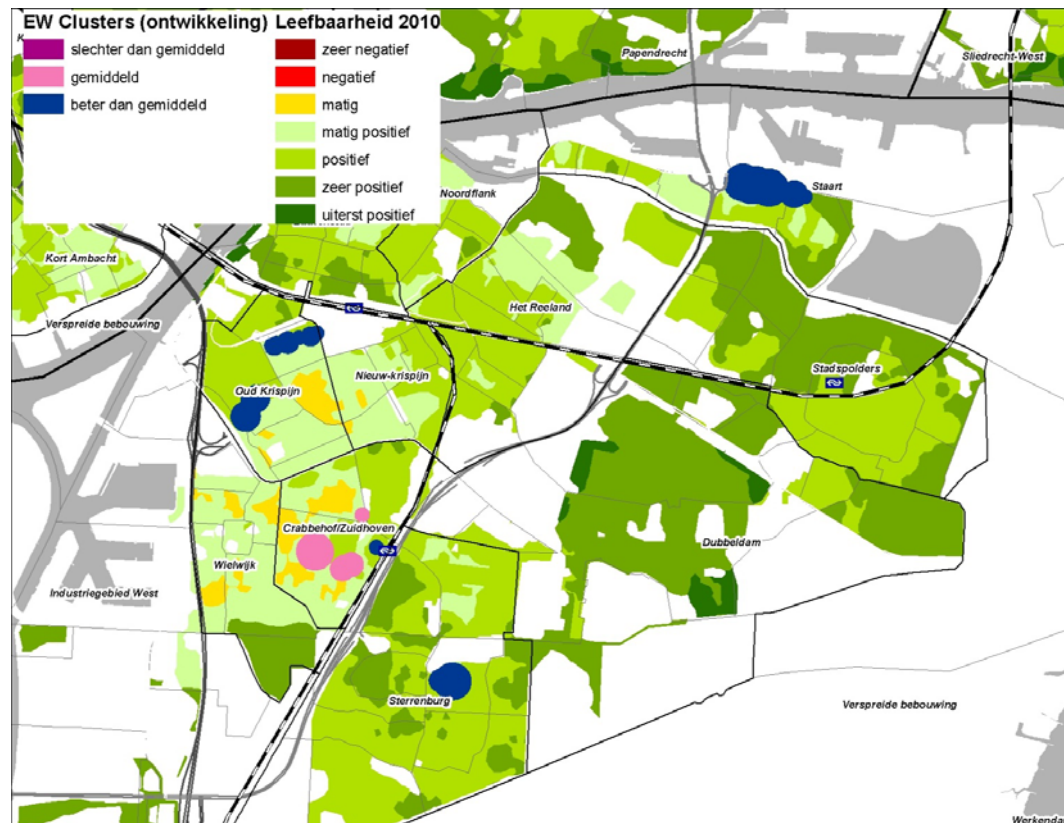 EW Clusters (ontwikkeling)
slechter dan gemiddeld
gemiddeld
beter dan gemiddeld
Leefbaarheid 2010
zeer negatief
negatief
matig
matig positief
positief
zeer positief
uiterst positief
Papendrecht
Sliedrecht-West
Staart
Noordflank
Kort Ambacht
Het Reeland
Verspreide bebouwing
Nieuw-krispijn
Stadspolders
Oud Krispijn
Crabbehof/Zuidhoven
Dubbeldam
Wielwijk
Industriegebied West
Sterrenburg
Verspreide bebouwing